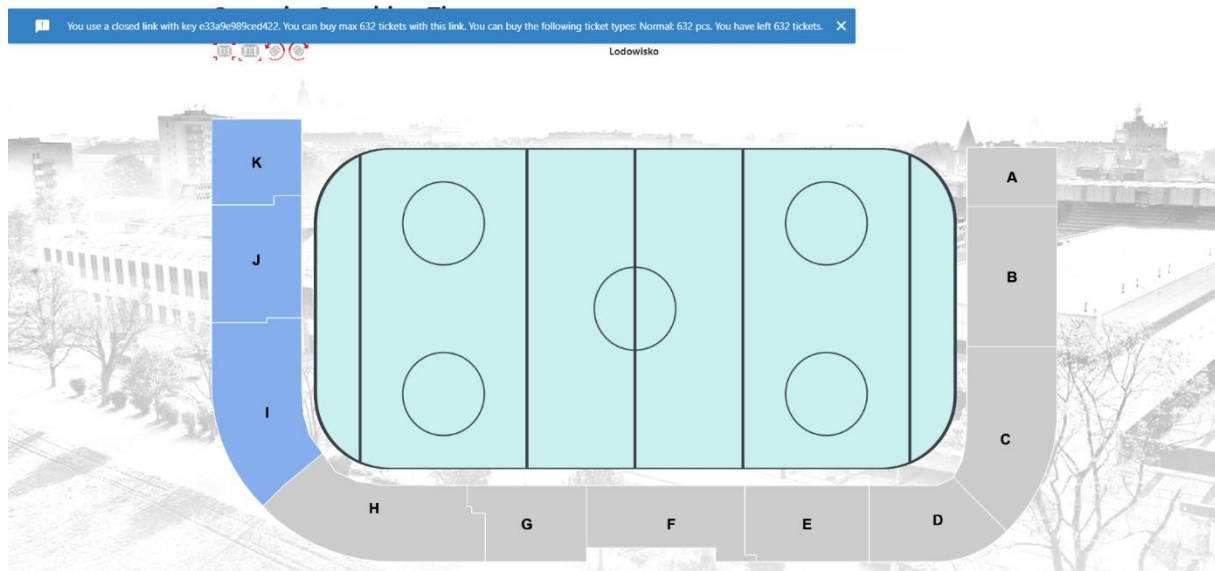 You use a closed link with key e33a9e989ced422. You can buy max 632 tickets with this link. You can buy the following ticket types: Normal: 632 pcs. You have left 632 tickets.
Lodowisko
K
A
J
B
I
C
H
G
F
E
D